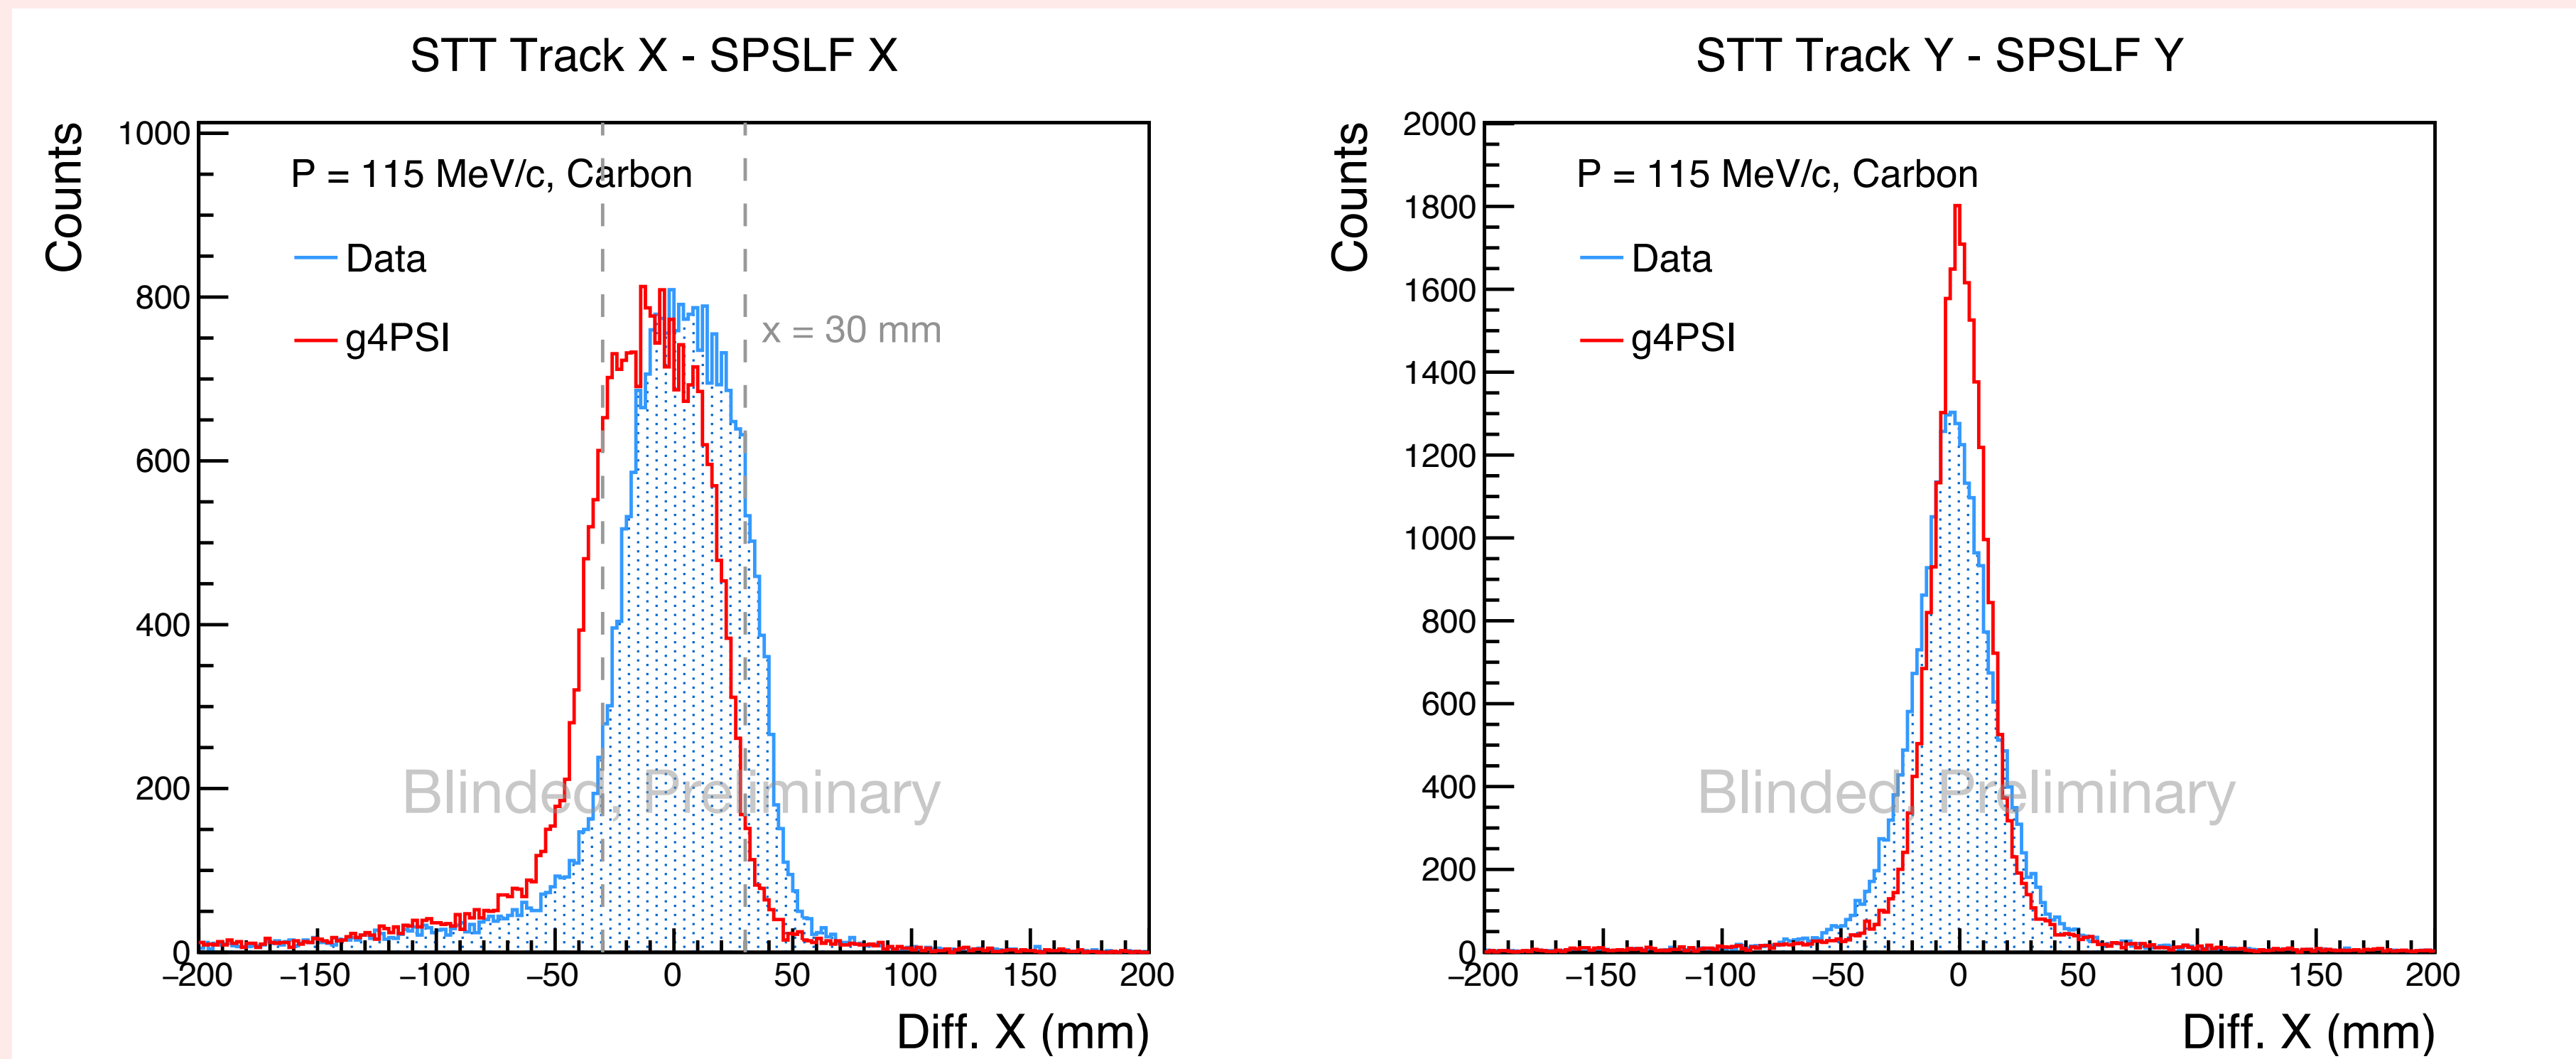 STT Track X - SPSLF X
Counts
1000
800
600
400
200
0
P = 115 MeV/c, Carbon
Data
g4PSI
x = 30 mm
Blinded, Preliminary
−200 −150 −100 −50 0 50 100 150 200
Diff. X (mm)
STT Track Y - SPSLF Y
Counts
2000
1800
1600
1400
1200
1000
800
600
400
200
0
P = 115 MeV/c, Carbon
Data
g4PSI
Blinded, Preliminary
−200 −150 −100 −50 0 50 100 150 200
Diff. X (mm)